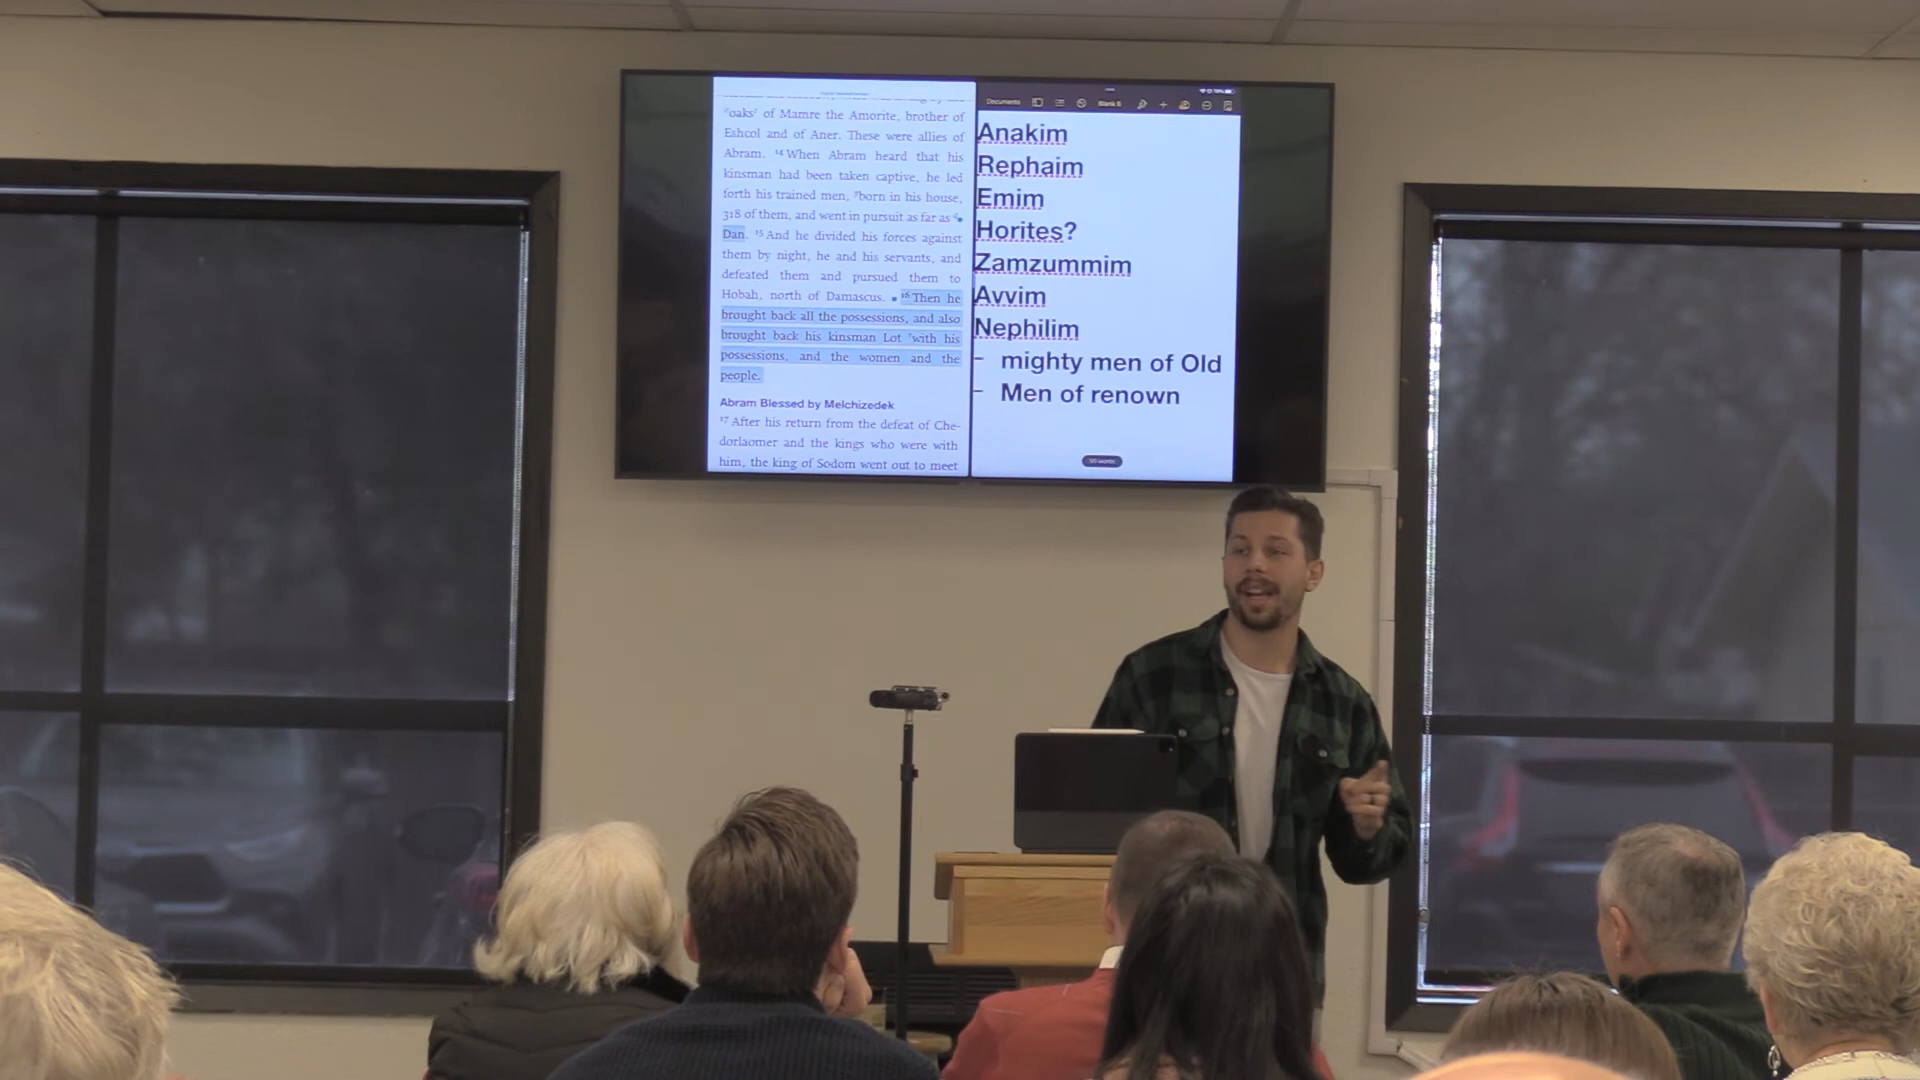 "oaks" of Mamre the Amorite, brother of
Eshcol and of Aner. These were allies of
Abram. 14 When Abram heard that his
kinsman had been taken captive, he led
forth his trained men, born in his house,
318 of them, and went in pursuit as far as
Dan. 15 And he divided his forces against
them by night, he and his servants, and
defeated them and pursued them to
Hobah, north of Damascus. 16 Then he
brought back all the possessions, and also
brought back his kinsman Lot with his
possessions, and the women and the
people.
Abram Blessed by Melchizedek
17 After his return from the defeat of Che-
dorlaomer and the kings who were with
him, the king of Sodom went out to meet
Documents
Blank 6
Anakim
Rephaim
Emim
Horites?
Zamzummim
Avvim
Nephilim
- mighty men of Old
- Men of renown